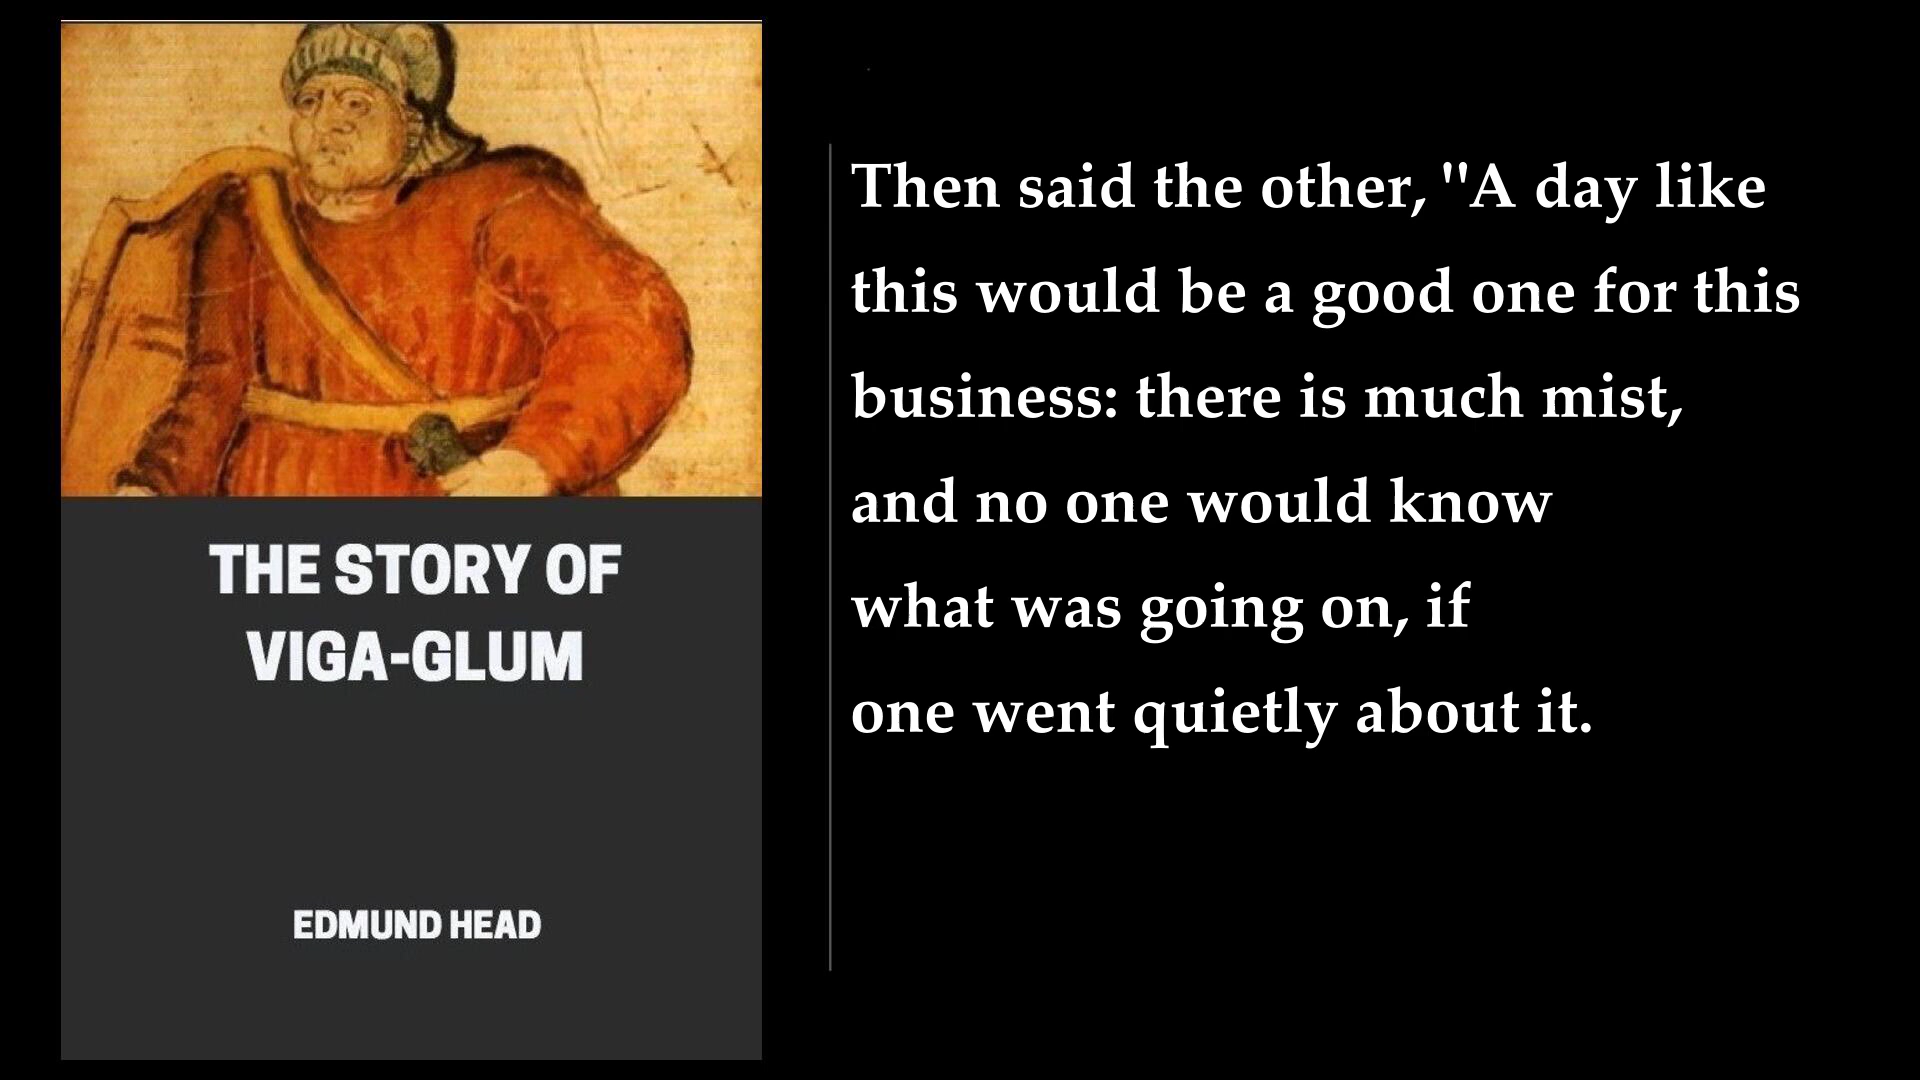 THE STORY OF
VIGA-GLUM
EDMUND HEAD
Then said the other, "A day like
this would be a good one for this
business: there is much mist,
and no one would know
what was going on, if
one went quietly about it.